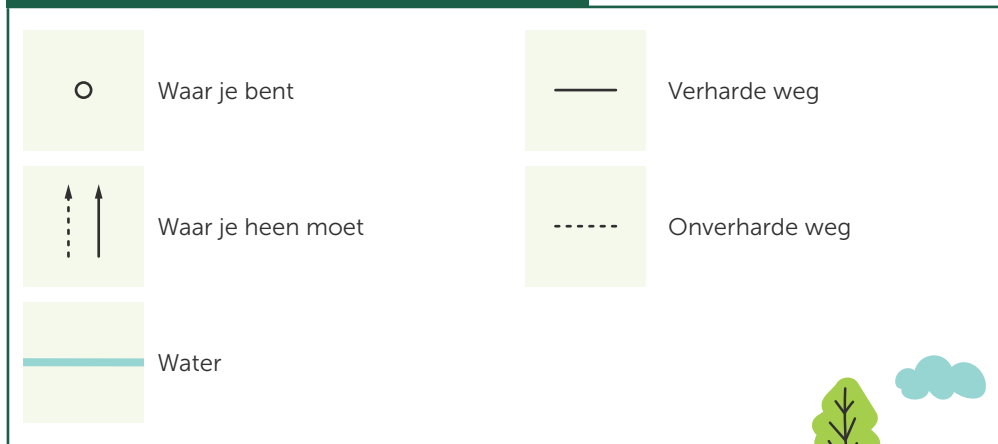 Waar je bent
Waar je heen moet
Water
Verharde weg
Onverharde weg